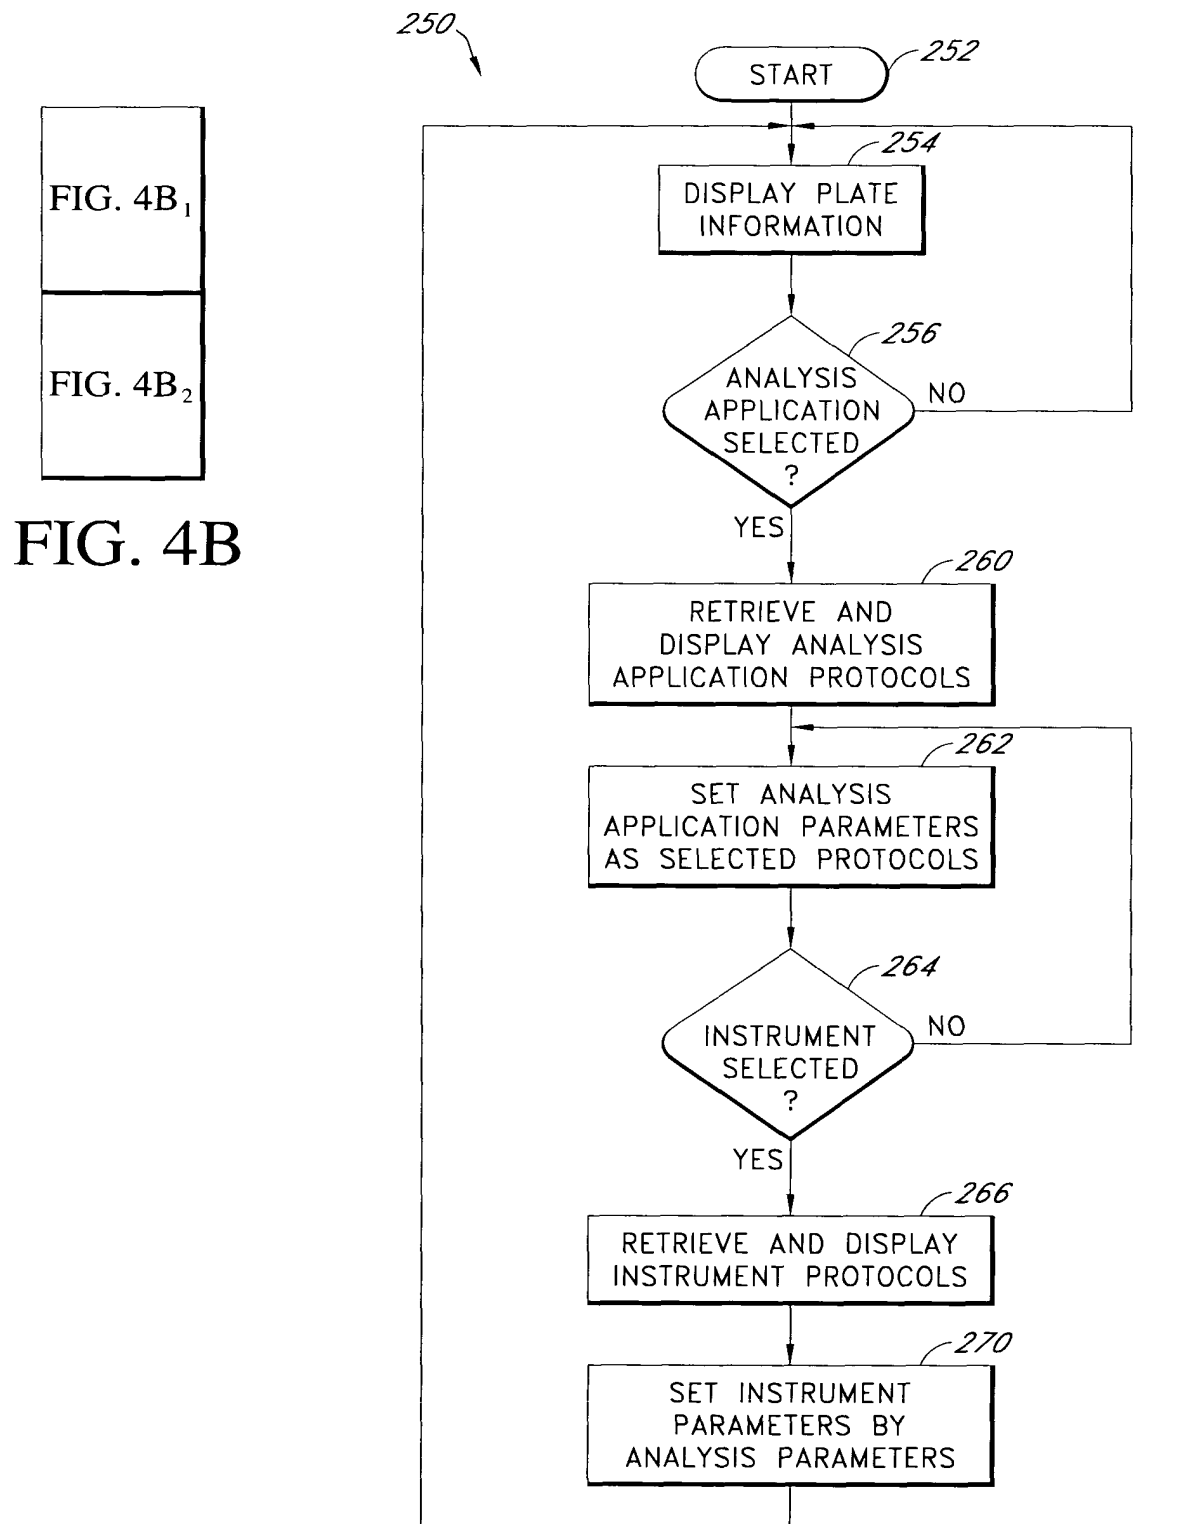 250
START
252
254
DISPLAY PLATE
INFORMATION
FIG. 4B1
FIG. 4B2
FIG. 4B
256
ANALYSIS
APPLICATION
SELECTED
?
NO
YES
260
RETRIEVE AND
DISPLAY ANALYSIS
APPLICATION PROTOCOLS
262
SET ANALYSIS
APPLICATION PARAMETERS
AS SELECTED PROTOCOLS
264
INSTRUMENT
SELECTED
?
NO
YES
266
RETRIEVE AND DISPLAY
INSTRUMENT PROTOCOLS
270
SET INSTRUMENT
PARAMETERS BY
ANALYSIS PARAMETERS